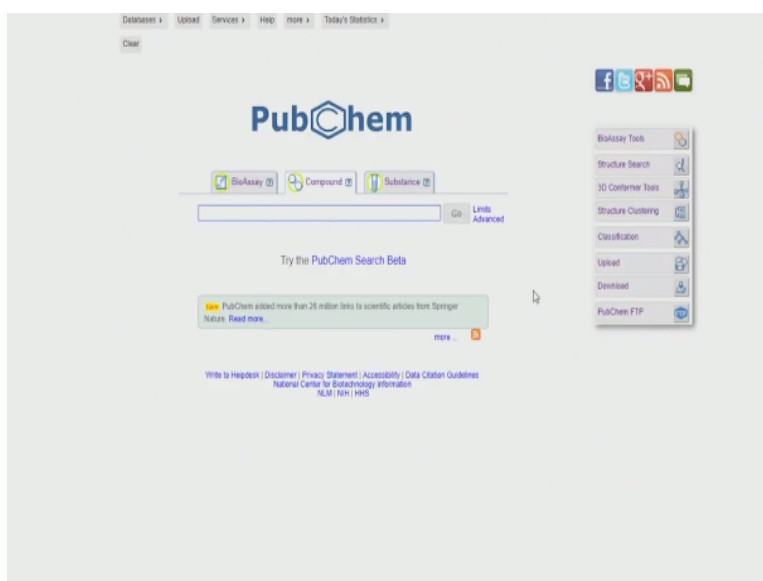 Databases Upload Services Help more Today's Statistics
Clear
PubChem
BioAssay Compound Substance
Go Limits
Advanced
Try the PubChem Search Beta
New PubChem added more than 26 million links to scientific articles from Springer
Nature. Read more...
more ...
Write to Helpdesk | Disclaimer | Privacy Statement | Accessibility | Data Citation Guidelines
National Center for Biotechnology Information
NLM | NIH | HHS
BioAssay Tools
Structure Search
3D Conformer Tools
Structure Clustering
Classification
Upload
Download
PubChem FTP